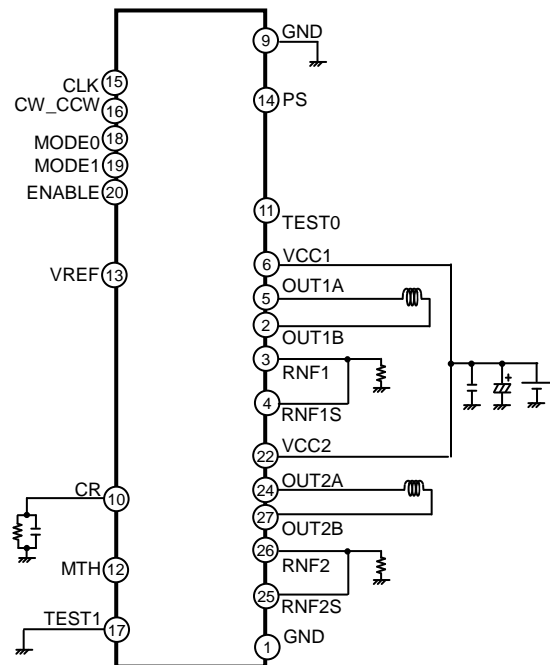 9 GND
15 CLK
14 PS
16 CW_CCW
18 MODE0
19 MODE1
20 ENABLE
11 TEST0
6 VCC1
13 VREF
5 OUT1A
2 OUT1B
3 RNF1
4 RNF1S
22 VCC2
24 OUT2A
10 CR
27 OUT2B
26 RNF2
12 MTH
25 RNF2S
17 TEST1
1 GND
+